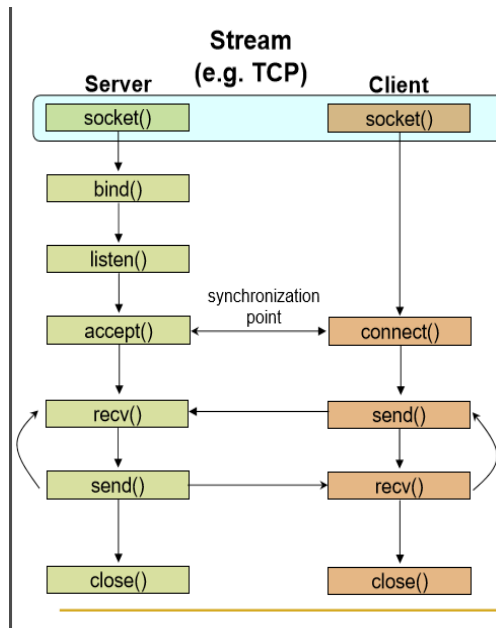 Stream
(e.g. TCP)
Server
Client
socket()
socket()
bind()
listen()
synchronization
point
accept()
connect()
recv()
send()
send()
recv()
close()
close()